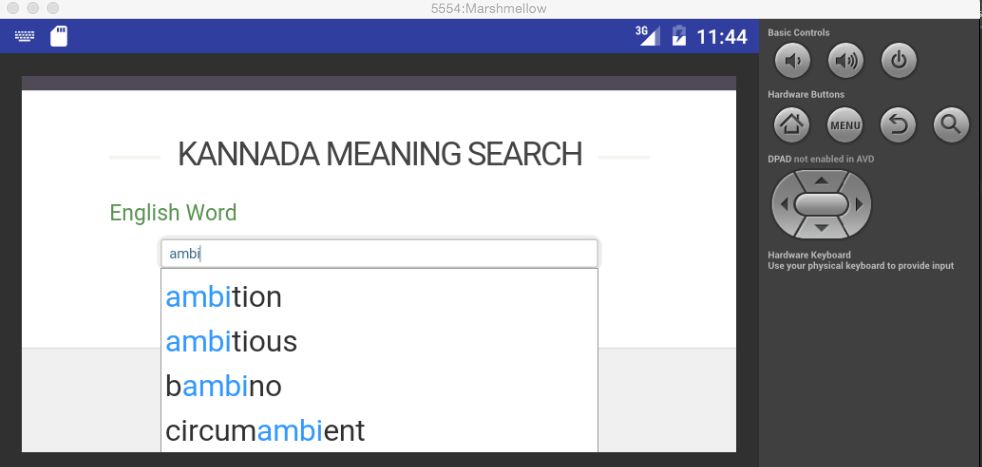 5554:Marshmellow
3G 11:44
KANNADA MEANING SEARCH
English Word
ambi
ambition
ambitious
bambino
circumambient
Basic Controls
Hardware Buttons
MENU
DPAD not enabled in AVD
Hardware Keyboard
Use your physical keyboard to provide input